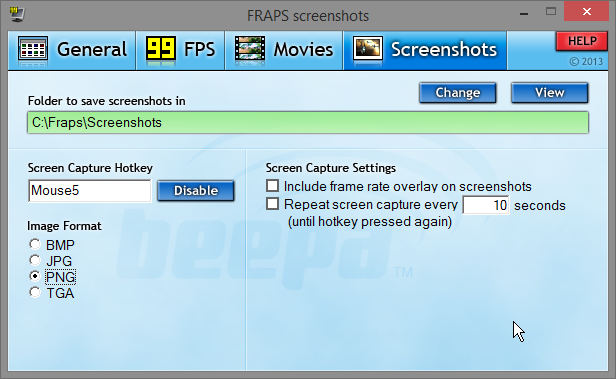 FRAPS screenshots
General
99 FPS
Movies
Screenshots
HELP
© 2013
Folder to save screenshots in
Change
View
C:\Fraps\Screenshots
Screen Capture Hotkey
Mouse5
Disable
Image Format
BMP
JPG
PNG
TGA
Screen Capture Settings
Include frame rate overlay on screenshots
Repeat screen capture every 10 seconds
(until hotkey pressed again)
beepa™